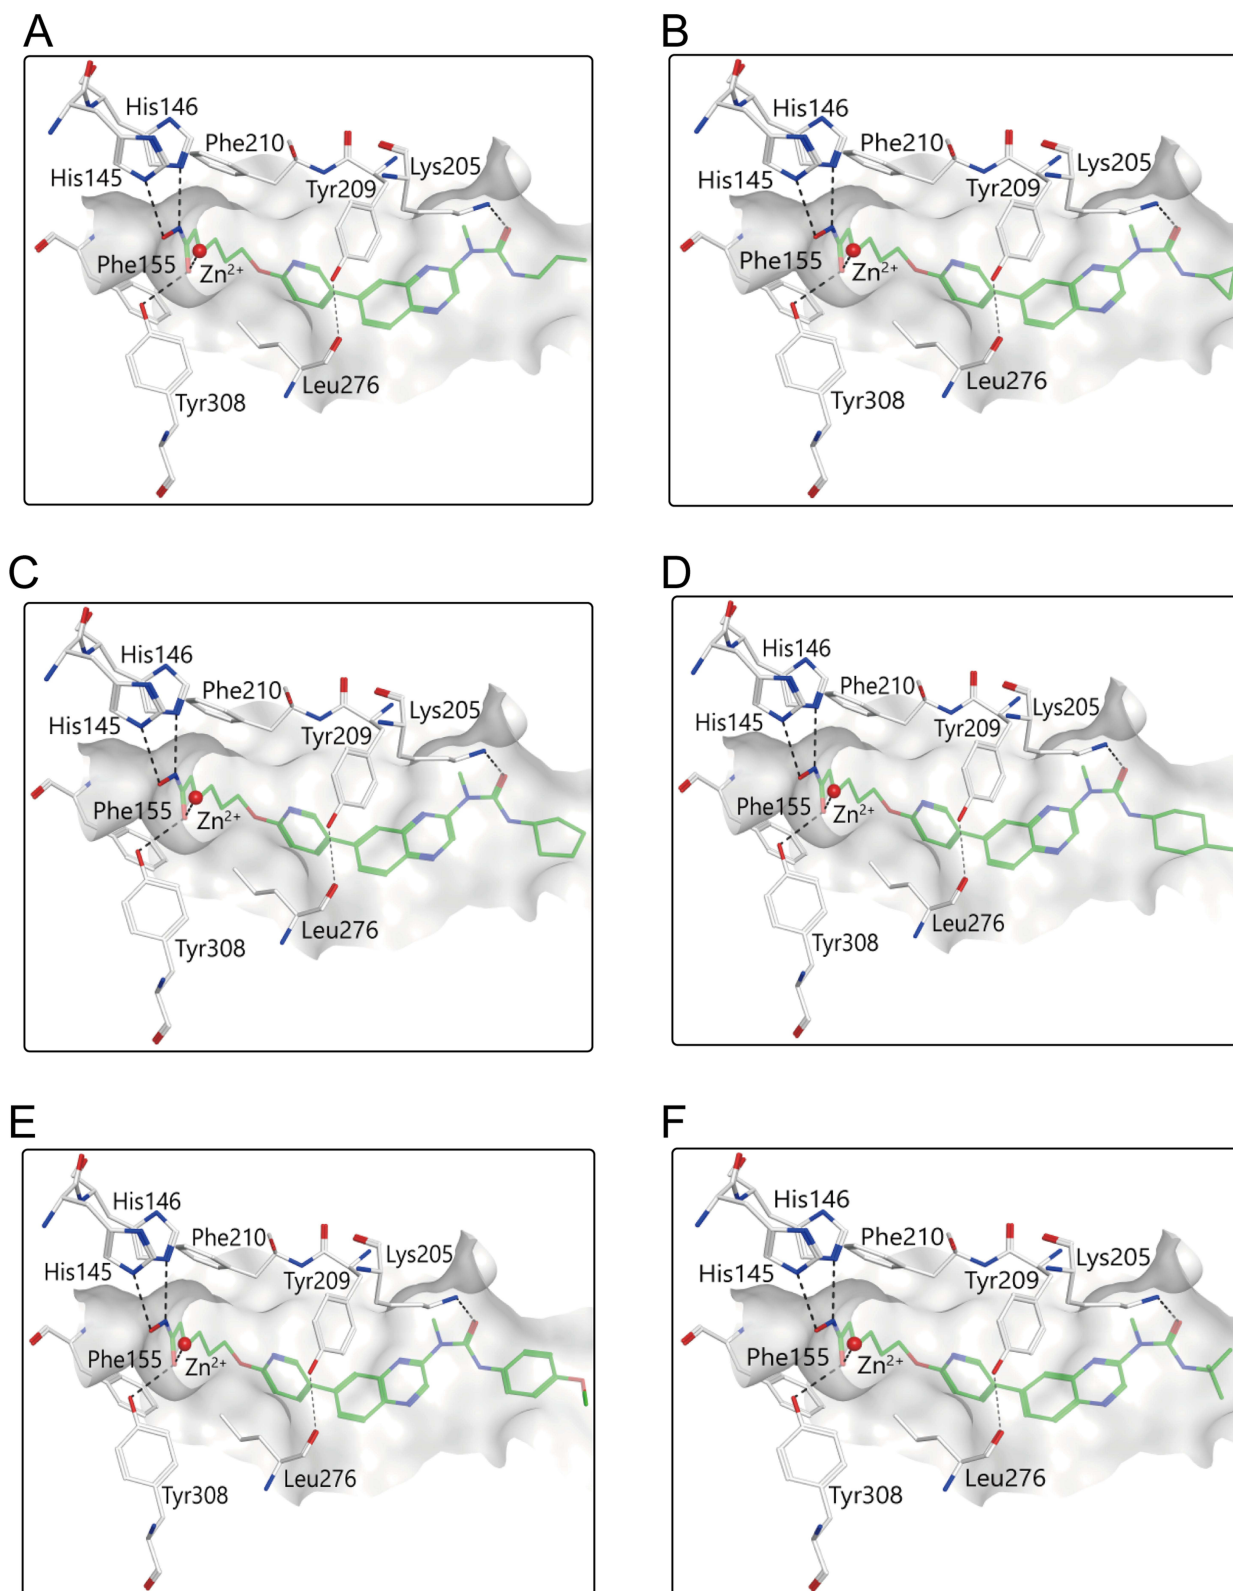 A
His146
Phe210
Lys205
His145
Tyr209
Phe155
Zn²⁺
Leu276
Tyr308
B
His146
Phe210
Lys205
His145
Tyr209
Phe155
Zn²⁺
Leu276
Tyr308
C
His146
Phe210
Lys205
His145
Tyr209
Phe155
Zn²⁺
Leu276
Tyr308
D
His146
Phe210
Lys205
His145
Tyr209
Phe155
Zn²⁺
Leu276
Tyr308
E
His146
Phe210
Lys205
His145
Tyr209
Phe155
Zn²⁺
Leu276
Tyr308
F
His146
Phe210
Lys205
His145
Tyr209
Phe155
Zn²⁺
Leu276
Tyr308